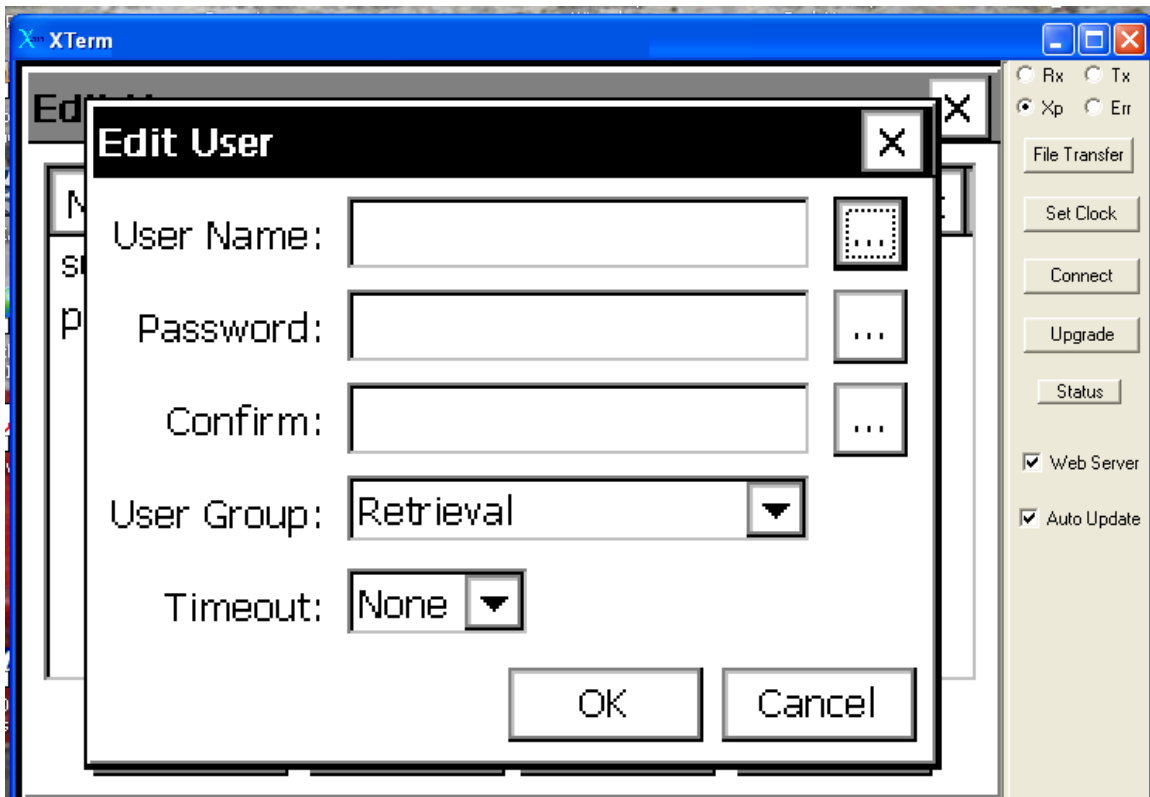 XTerm
Edit User
User Name: ...
Password: ...
Confirm: ...
User Group: Retrieval
Timeout: None
OK Cancel
Rx Tx
Xp Err
File Transfer
Set Clock
Connect
Upgrade
Status
Web Server
Auto Update